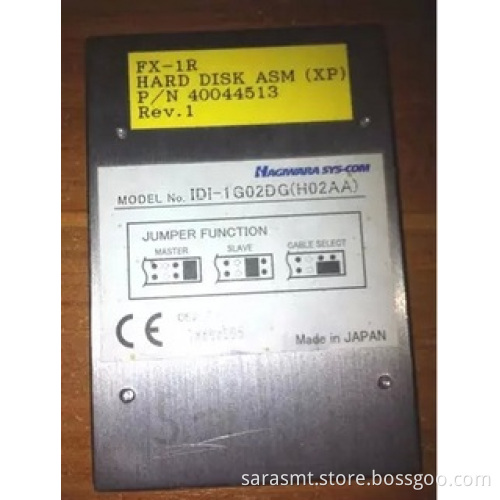 FX-1R
HARD DISK ASM (XP)
P/N 40044513
Rev.1
HAGIWARA SYS-COM
MODEL No. IDI-1G02DG(H02AA)
JUMPER FUNCTION
MASTER SLAVE CABLE SELECT
CE
Made in JAPAN
sarasmt.store.bossgoo.com